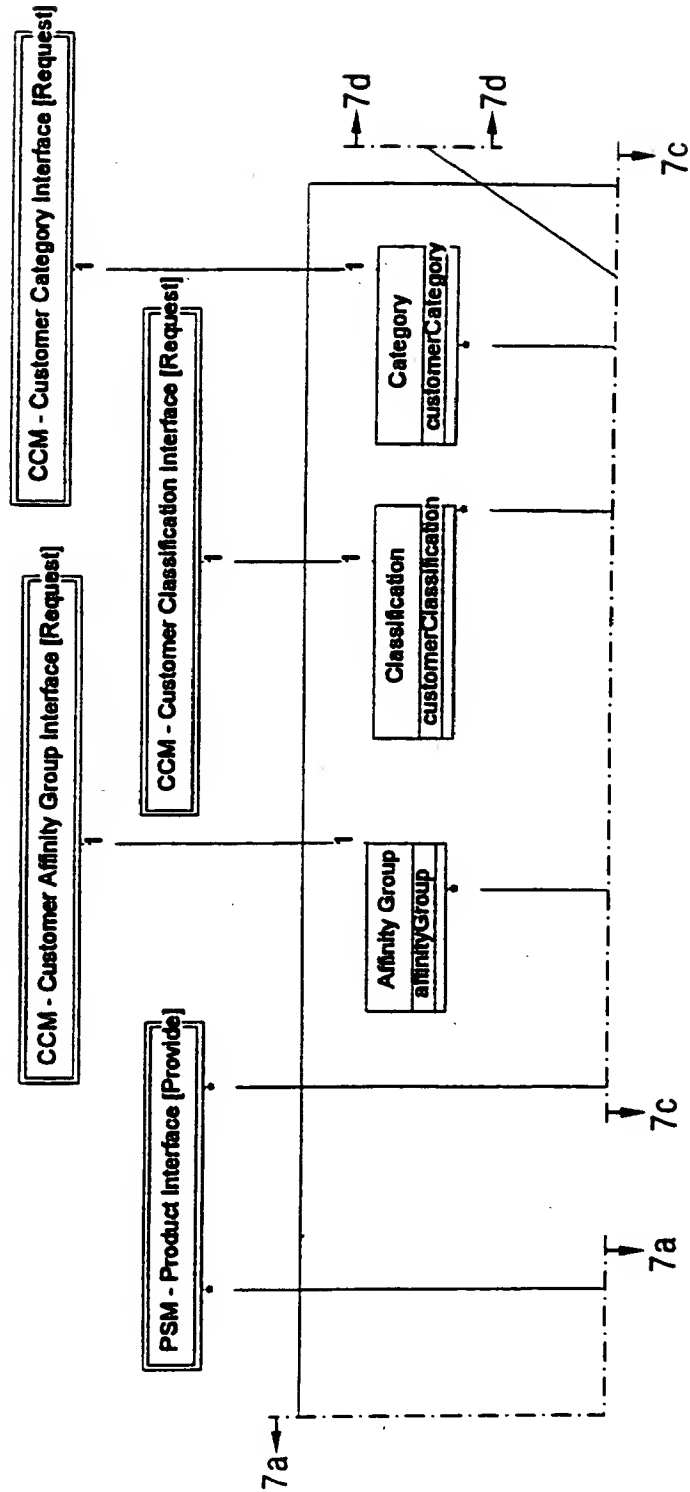 CCM - Customer Category Interface [Request]
CCM - Customer Affinity Group Interface [Request]
CCM - Customer Classification Interface [Request]
PSM - Product Interface [Provide]
1
1
1
1
1
1
Affinity Group
affinityGroup
Classification
customerClassification
Category
customerCategory
7a
7a
7c
7c
7d
7d